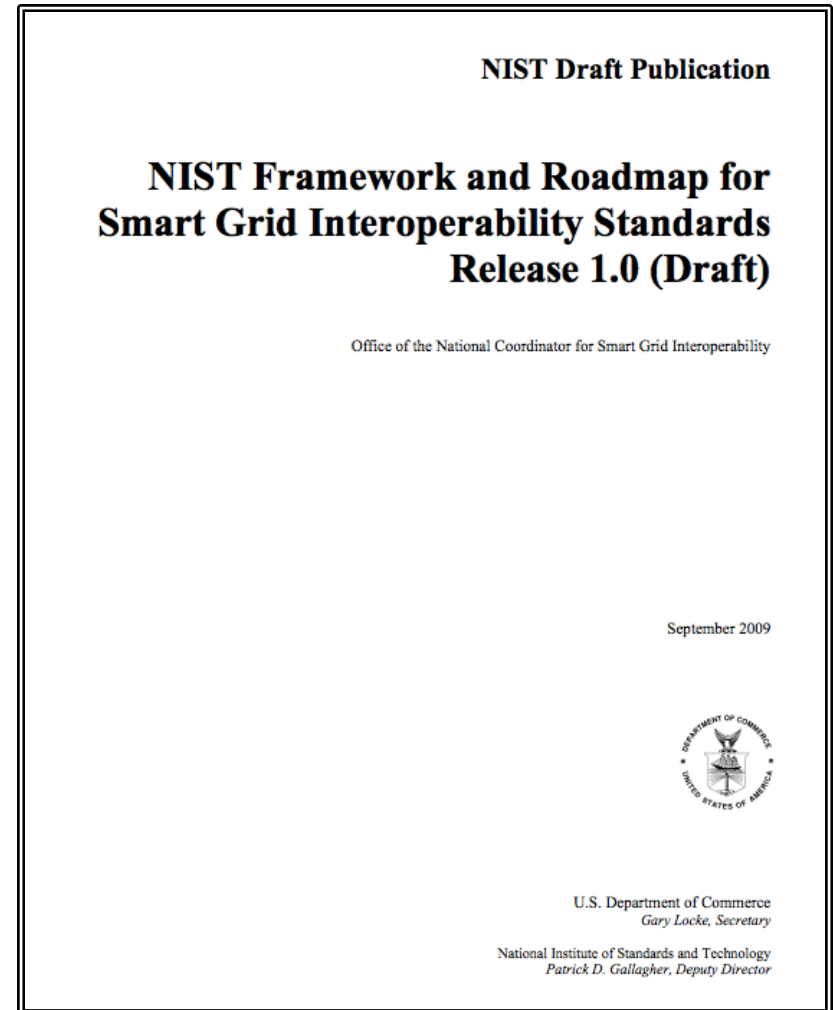 NIST Draft Publication
NIST Framework and Roadmap for
Smart Grid Interoperability Standards
Release 1.0 (Draft)
Office of the National Coordinator for Smart Grid Interoperability
September 2009
DEPARTMENT OF COMMERCE
UNITED STATES OF AMERICA
U.S. Department of Commerce
Gary Locke, Secretary
National Institute of Standards and Technology
Patrick D. Gallagher, Deputy Director